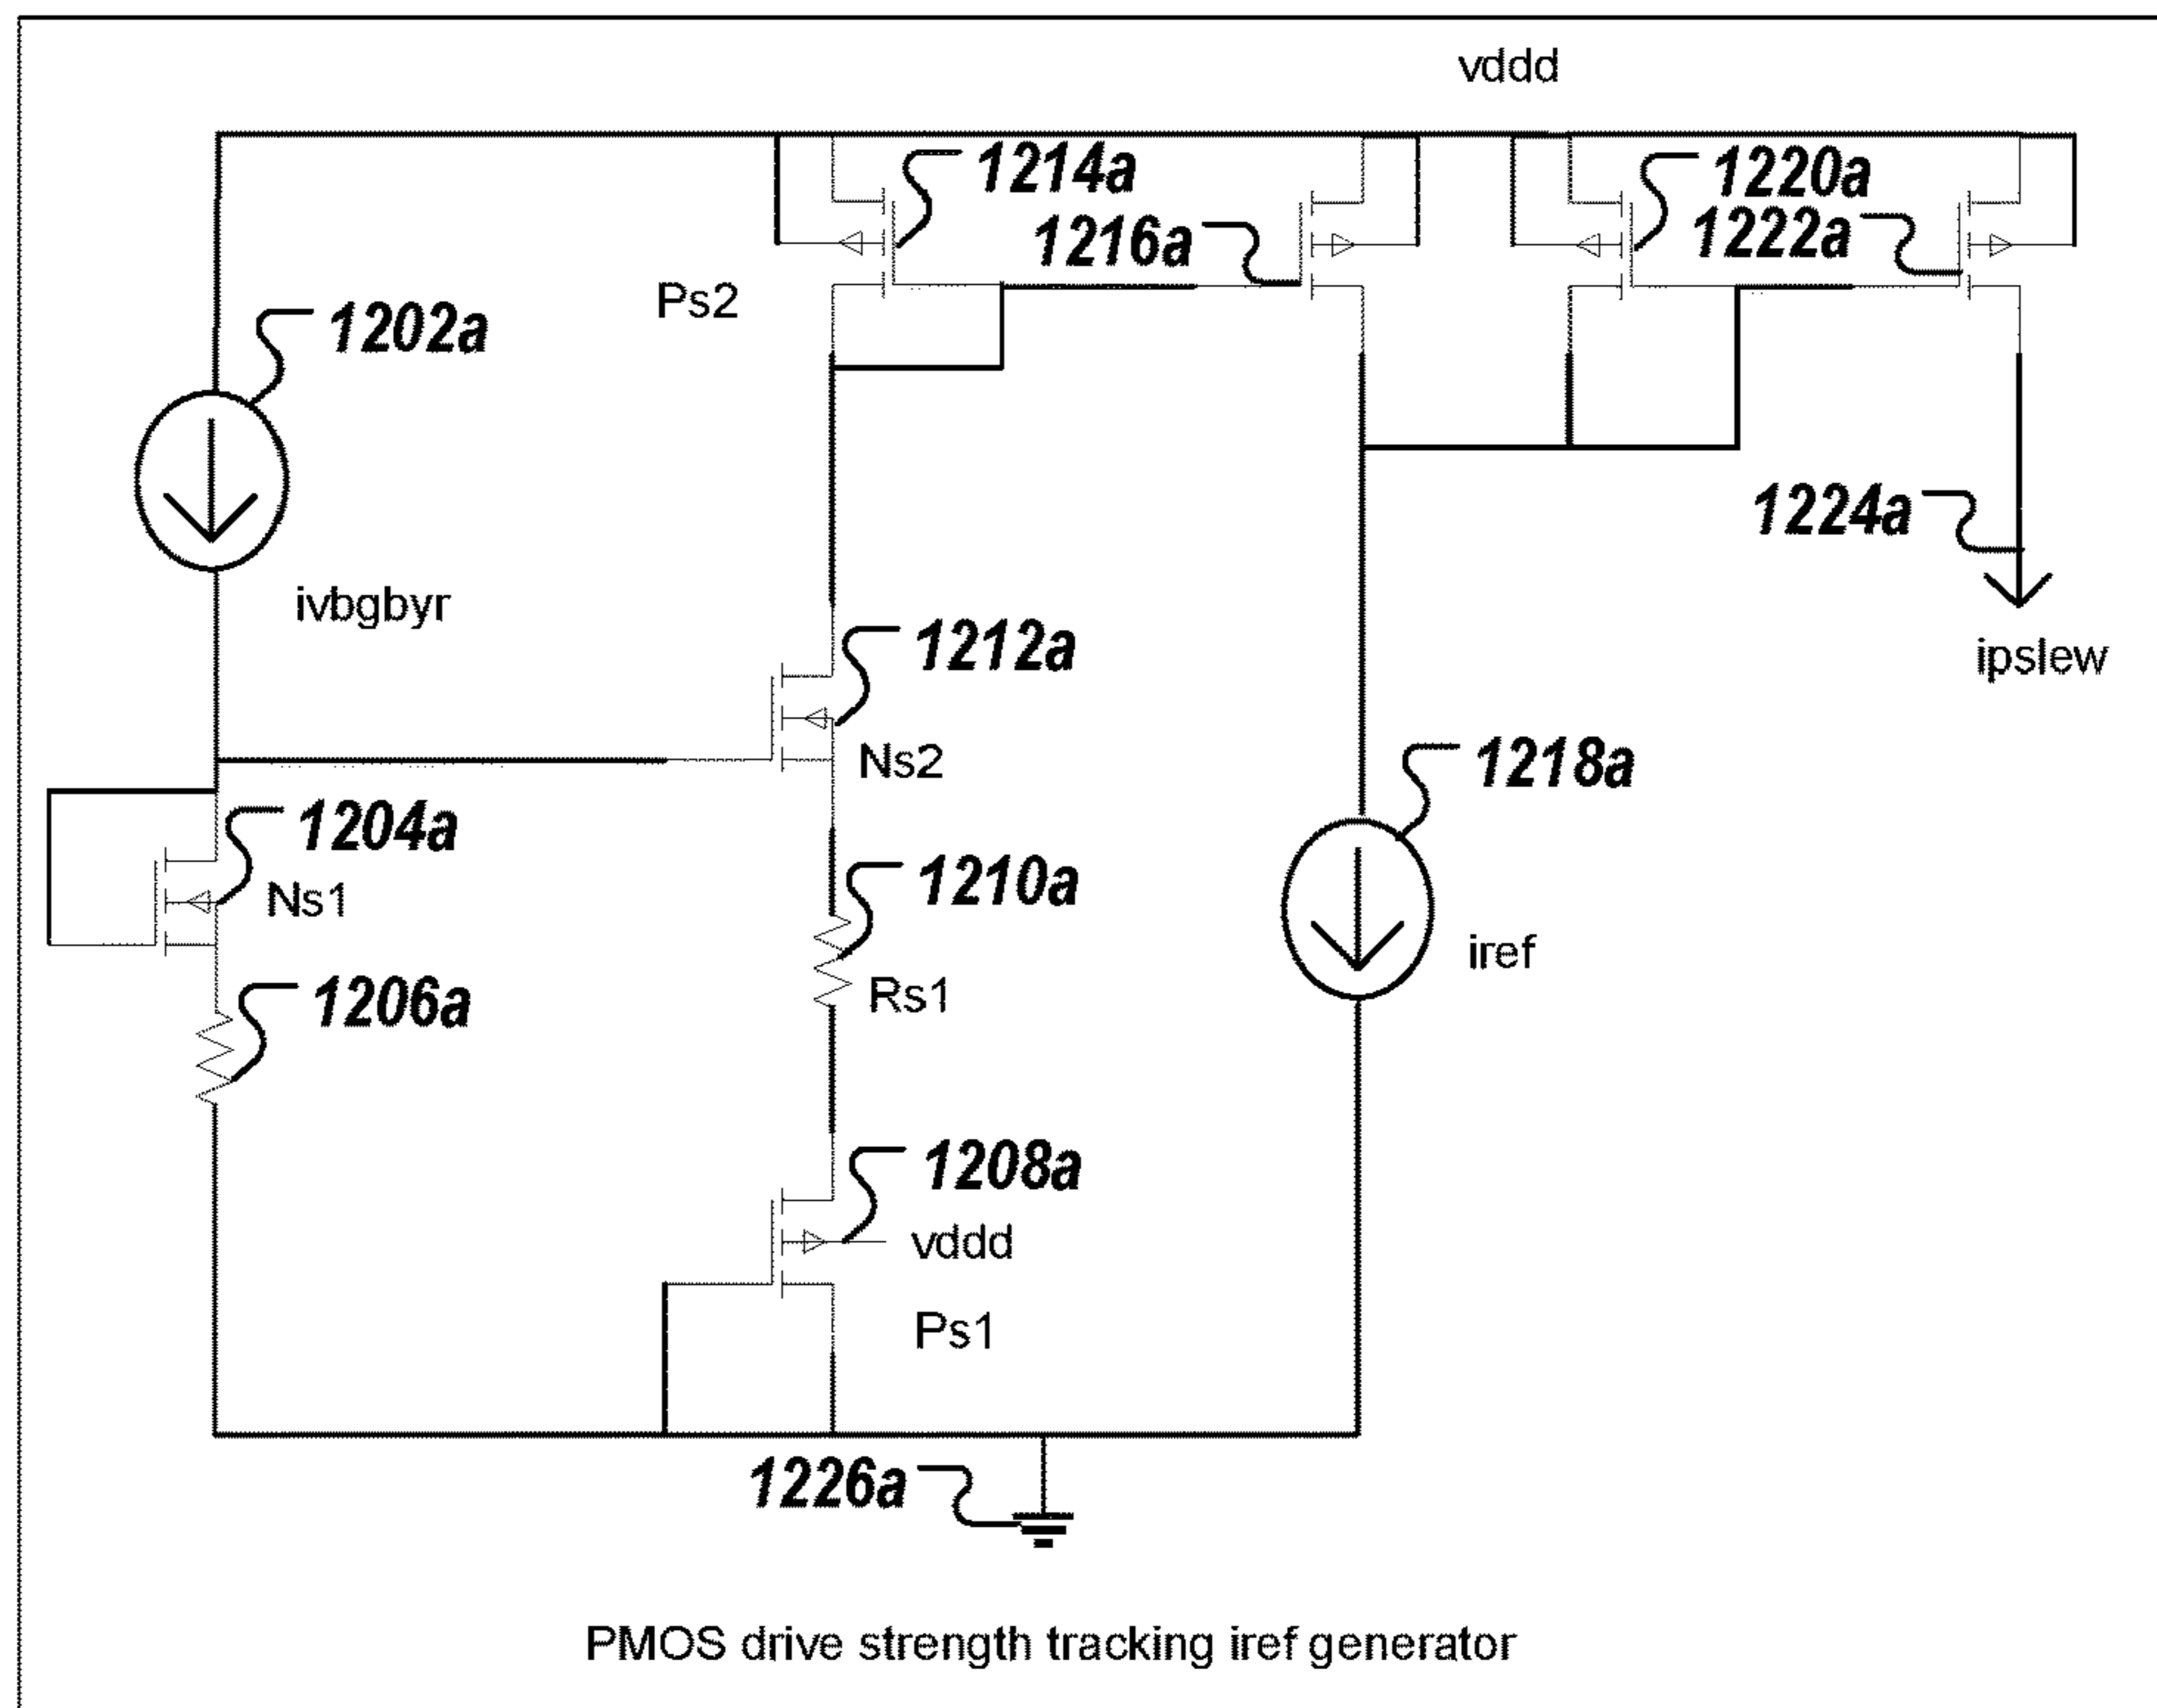 vddd
1214a
1220a
1216a
1222a
Ps2
1202a
1224a
ivbgbyr
1212a
ipslew
Ns2
1218a
1204a
Ns1
1210a
iref
1206a
Rs1
1208a
vddd
Ps1
1226a
PMOS drive strength tracking iref generator